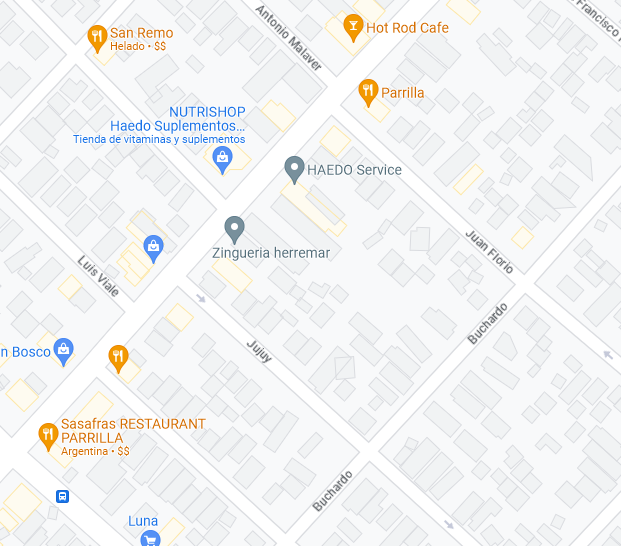 Francisco
Antonio Malaver
Hot Rod Cafe
San Remo
Helado • $$
Parrilla
NUTRISHOP
Haedo Suplementos...
Tienda de vitaminas y suplementos
HAEDO Service
Zingueria herremar
Juan Florio
Luis Viale
Buchardo
Jujuy
n Bosco
Sasafras RESTAURANT
PARRILLA
Argentina • $$
Buchardo
Luna